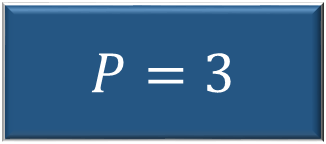 P = 3